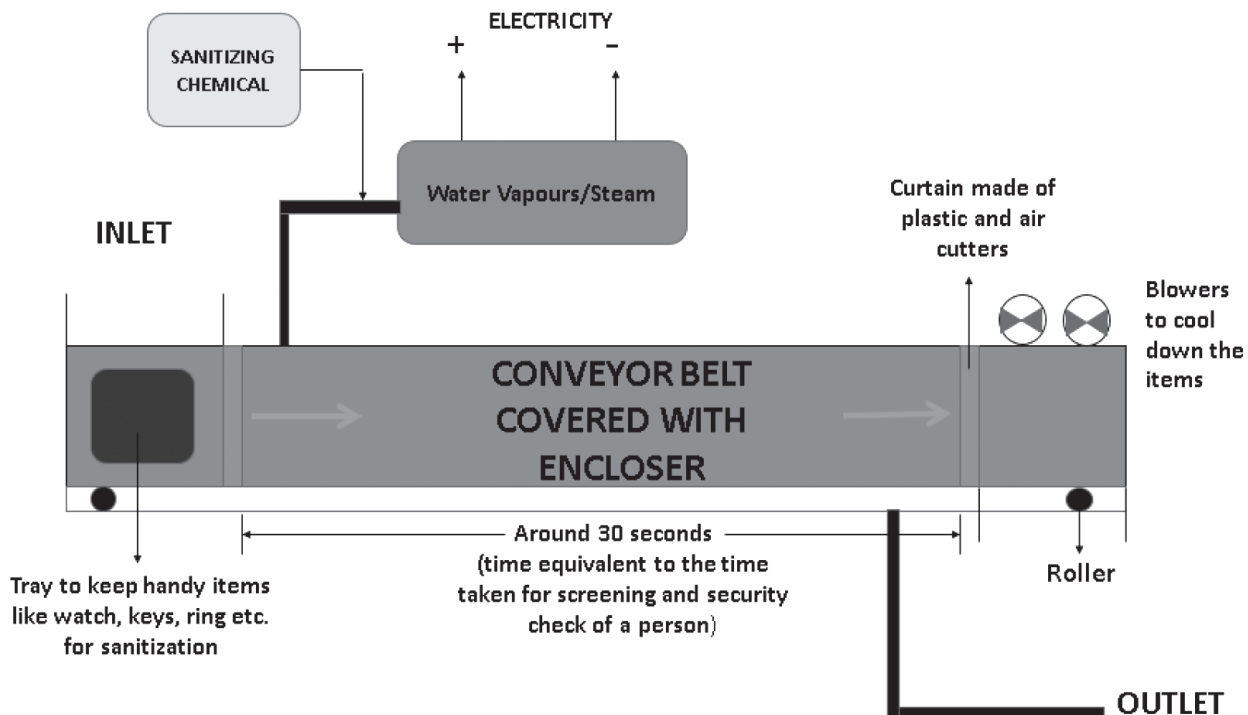 ELECTRICITY
+
-
SANITIZING
CHEMICAL
Water Vapours/Steam
Curtain made of
plastic and air
cutters
INLET
Blowers
to cool
down the
items
CONVEYOR BELT
COVERED WITH
ENCLOSER
Around 30 seconds
(time equivalent to the time
taken for screening and security
check of a person)
Roller
Tray to keep handy items
like watch, keys, ring etc.
for sanitization
OUTLET